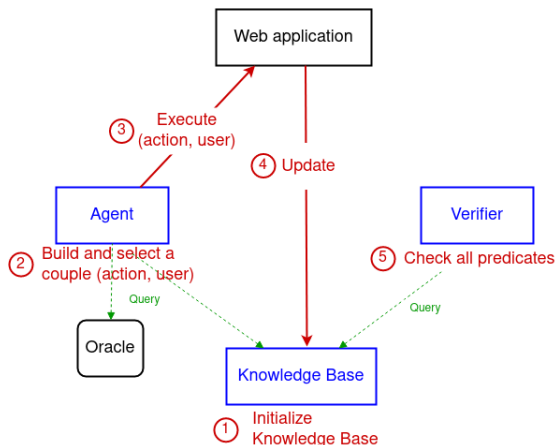 Web application
3
Execute
(action, user)
4
Update
Agent
Verifier
2
Build and select a
couple (action, user)
5
Check all predicates
Query
Query
Oracle
Knowledge Base
1
Initialize
Knowledge Base